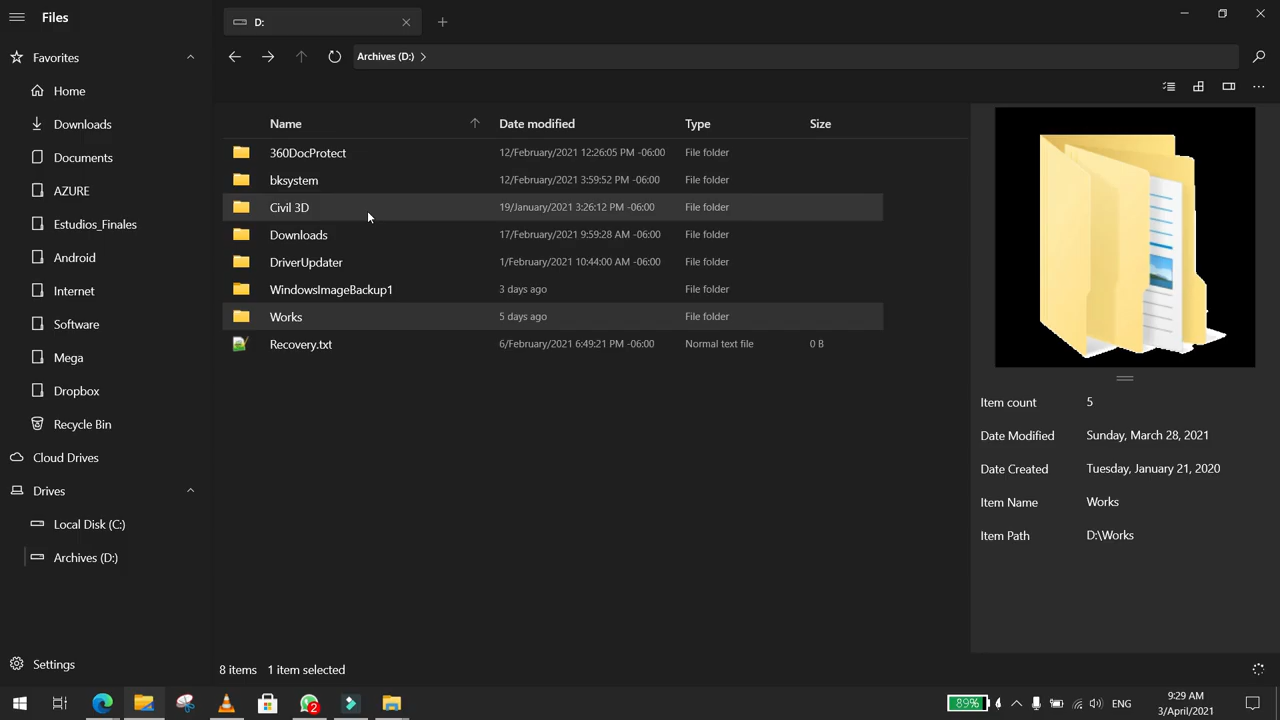 Files
D:
Favorites
Archives (D:)
Home
Downloads
Documents
AZURE
Estudios_Finales
Android
Internet
Software
Mega
Dropbox
Recycle Bin
Cloud Drives
Drives
Local Disk (C:)
Archives (D:)
Settings
Name Date modified Type Size
360DocProtect 12/February/2021 12:26:05 PM -06:00 File folder
bksystem 12/February/2021 3:59:52 PM -06:00 File folder
Civil 3D 19/January/2021 3:26:12 PM -06:00 File folder
Downloads 17/February/2021 9:59:28 AM -06:00 File folder
DriverUpdater 1/February/2021 10:44:00 AM -06:00 File folder
WindowsImageBackup1 3 days ago File folder
Works 5 days ago File folder
Recovery.txt 6/February/2021 6:49:21 PM -06:00 Normal text file 0 B
Item count 5
Date Modified Sunday, March 28, 2021
Date Created Tuesday, January 21, 2020
Item Name Works
Item Path D:\Works
8 items 1 item selected
2
89%
ENG
9:29 AM
3/April/2021